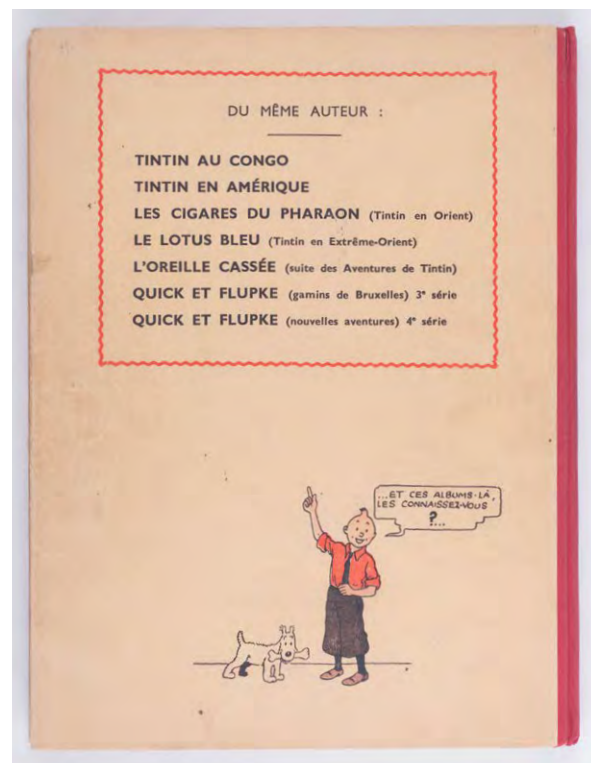 DU MÊME AUTEUR :
TINTIN AU CONGO
TINTIN EN AMÉRIQUE
LES CIGARES DU PHARAON (Tintin en Orient)
LE LOTUS BLEU (Tintin en Extrême-Orient)
L'OREILLE CASSÉE (suite des Aventures de Tintin)
QUICK ET FLUPKE (gamins de Bruxelles) 3e série
QUICK ET FLUPKE (nouvelles aventures) 4e série
...ET CES ALBUMS-LÀ,
LES CONNAISSEZ-VOUS
?...